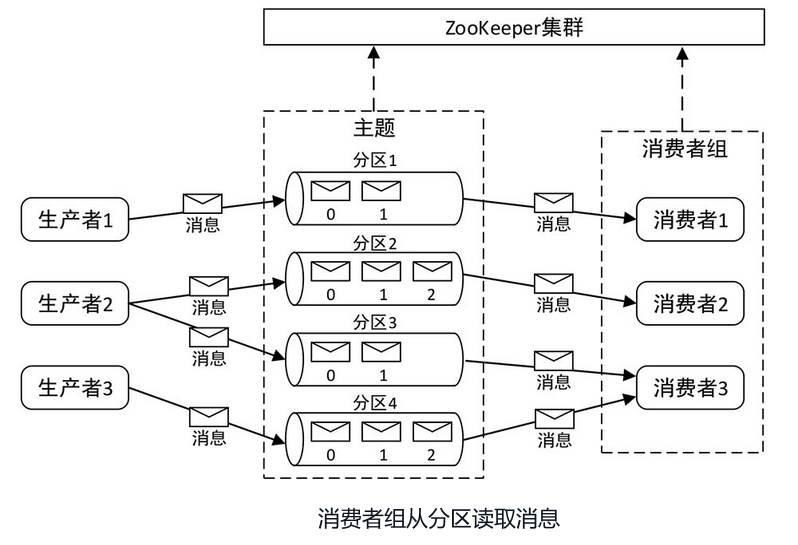 ZooKeeper集群
主题
消费者组
分区1
0 1
生产者1
消息
消息
消费者1
分区2
0 1 2
生产者2
消息
消息
消息
消费者2
分区3
0 1
消息
生产者3
消费者3
分区4
0 1 2
消息
消息
消费者组从分区读取消息